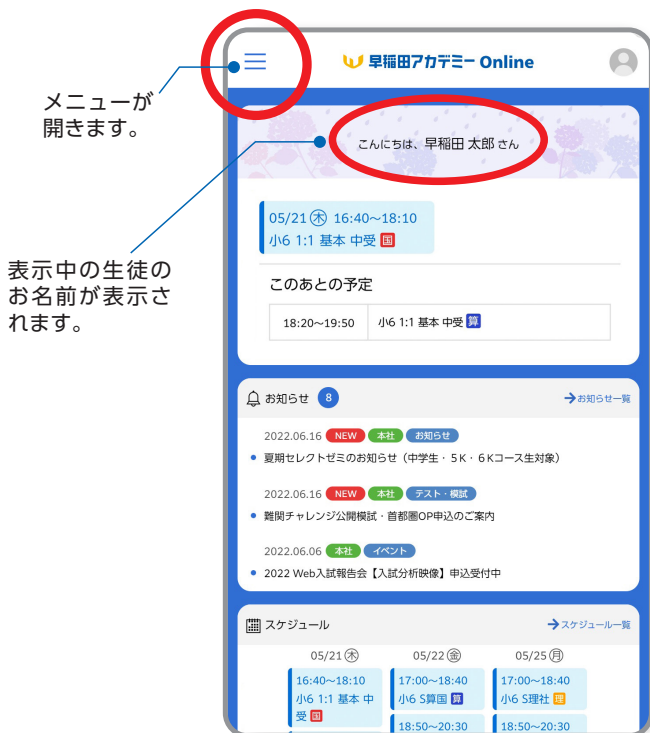 早稲田アカデミー Online
メニューが
開きます。
こんにちは、早稲田 太郎 さん
05/21㊍ 16:40〜18:10
小6 1:1 基本 中受 国
表示中の生徒の
お名前が表示さ
れます。
このあとの予定
18:20〜19:50 小6 1:1 基本 中受 算
お知らせ 8 →お知らせ一覧
2022.06.16 NEW 本社 お知らせ
• 夏期セレクトゼミのお知らせ（中学生・５K・６Kコース生対象）
2022.06.16 NEW 本社 テスト・模試
• 難関チャレンジ公開模試・首都圏OP申込のご案内
2022.06.06 本社 イベント
• 2022 Web入試報告会【入試分析映像】申込受付中
スケジュール →スケジュール一覧
05/21㊍ 05/22㊎ 05/25㊊
16:40〜18:10 17:00〜18:40 17:00〜18:40
小6 1:1 基本 中 小6 S算国 算 小6 S理社 理
受 国
18:50〜20:30 18:50〜20:30